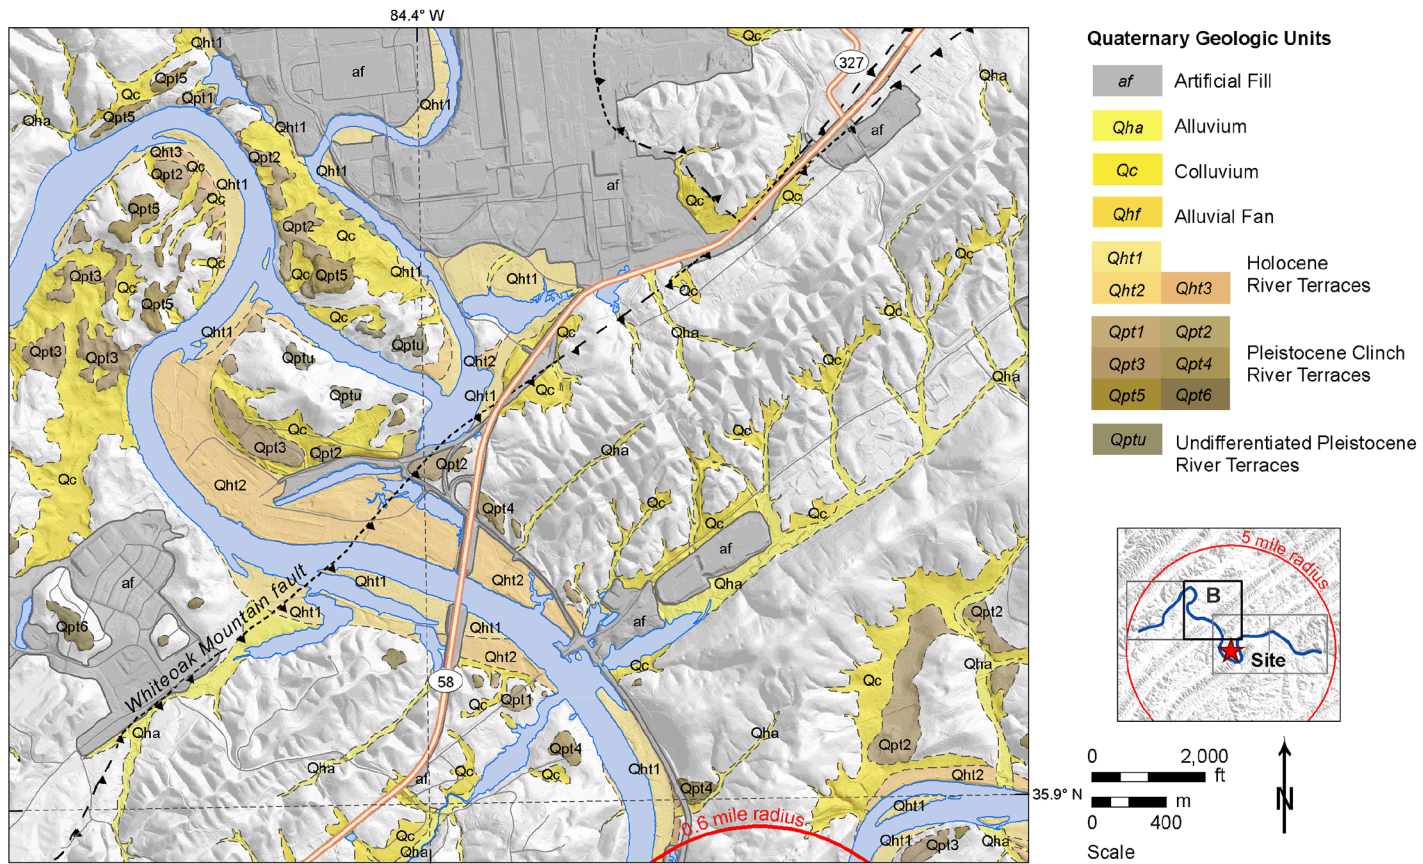 84.4° W
Qht1
af
327
Qc
Qpt5
Qc
Qpt1
Qha
Qpt5
Qht1
Qht1
Qha
af
Qht3
Qc
Qpt2
Qht1
Qpt2
Qht1
af
Qc
Qc
Qc
Qpt5
Qpt2
Qc
Qc
Qpt3
Qc
Qc
Qpt5
Qht1
Qht1
Qc
Qc
Qpt5
Qc
Qc
Qht1
Qc
Qha
Qc
Qpt3
Qpt3
Qptu
Qptu
Qht2
Qc
Qptu
Qht1
Qc
Qha
Qc
Qpt3
Qpt2
Qpt2
Qha
Qc
Qc
Qht2
Qpt4
Qc
Qc
Qc
af
af
Qht1
Qht2
Qha
Whiteoak Mountain fault
Qht1
Qpt6
Qht1
af
Qpt2
Qht2
Qc
Qha
58
Qc
Qpt1
Qc
Qha
Qpt4
Qha
Qpt2
Qha
af
Qc
Qc
Qht1
Qpt4
Qht2
Qht1
35.9° N
0.6 mile radius
Qc
Qha
Qht1
Qpt3
Qha
Quaternary Geologic Units
af Artificial Fill
Qha Alluvium
Qc Colluvium
Qhf Alluvial Fan
Qht1
Qht2 Qht3
Holocene
River Terraces
Qpt1 Qpt2
Qpt3 Qpt4
Qpt5 Qpt6
Pleistocene Clinch
River Terraces
Qptu Undifferentiated Pleistocene
River Terraces
5 mile radius
B
Site
0 2,000
ft
m
0 400
Scale
N